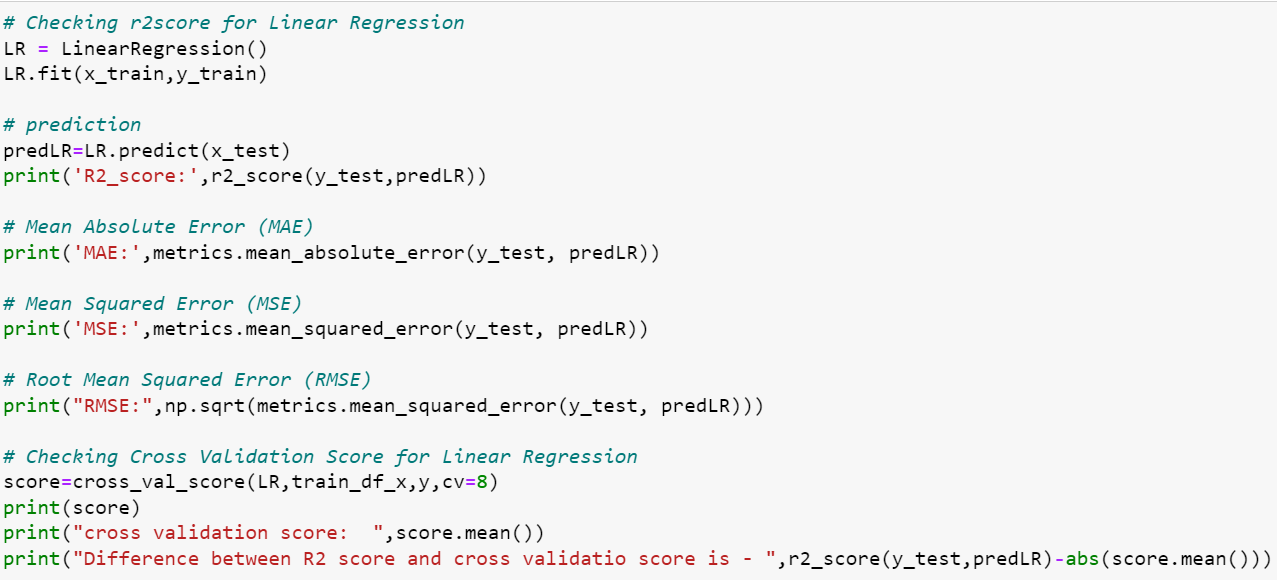 # Checking r2score for Linear Regression
LR = LinearRegression()
LR.fit(x_train,y_train)
# prediction
predLR=LR.predict(x_test)
print('R2_score:',r2_score(y_test,predLR))
# Mean Absolute Error (MAE)
print('MAE:',metrics.mean_absolute_error(y_test, predLR))
# Mean Squared Error (MSE)
print('MSE:',metrics.mean_squared_error(y_test, predLR))
# Root Mean Squared Error (RMSE)
print("RMSE:",np.sqrt(metrics.mean_squared_error(y_test, predLR)))
# Checking Cross Validation Score for Linear Regression
score=cross_val_score(LR,train_df_x,y,cv=8)
print(score)
print("cross validation score:  ",score.mean())
print("Difference between R2 score and cross validatio score is - ",r2_score(y_test,predLR)-abs(score.mean()))